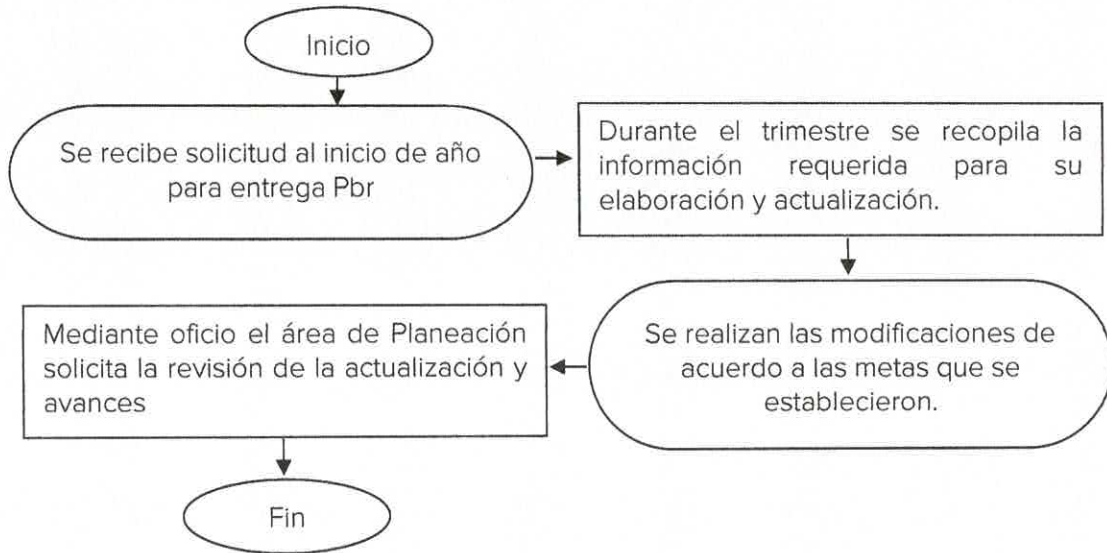 Inicio
Se recibe solicitud al inicio de año
para entrega Pbr
Durante el trimestre se recopila la
información requerida para su
elaboración y actualización.
Se realizan las modificaciones de
acuerdo a las metas que se
establecieron.
Mediante oficio el área de Planeación
solicita la revisión de la actualización y
avances
Fin